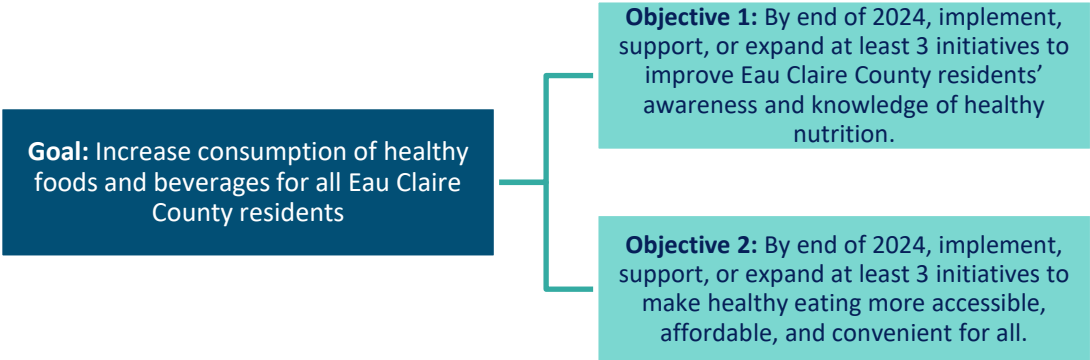 Goal: Increase consumption of healthy
foods and beverages for all Eau Claire
County residents
Objective 1: By end of 2024, implement,
support, or expand at least 3 initiatives to
improve Eau Claire County residents’
awareness and knowledge of healthy
nutrition.
Objective 2: By end of 2024, implement,
support, or expand at least 3 initiatives to
make healthy eating more accessible,
affordable, and convenient for all.